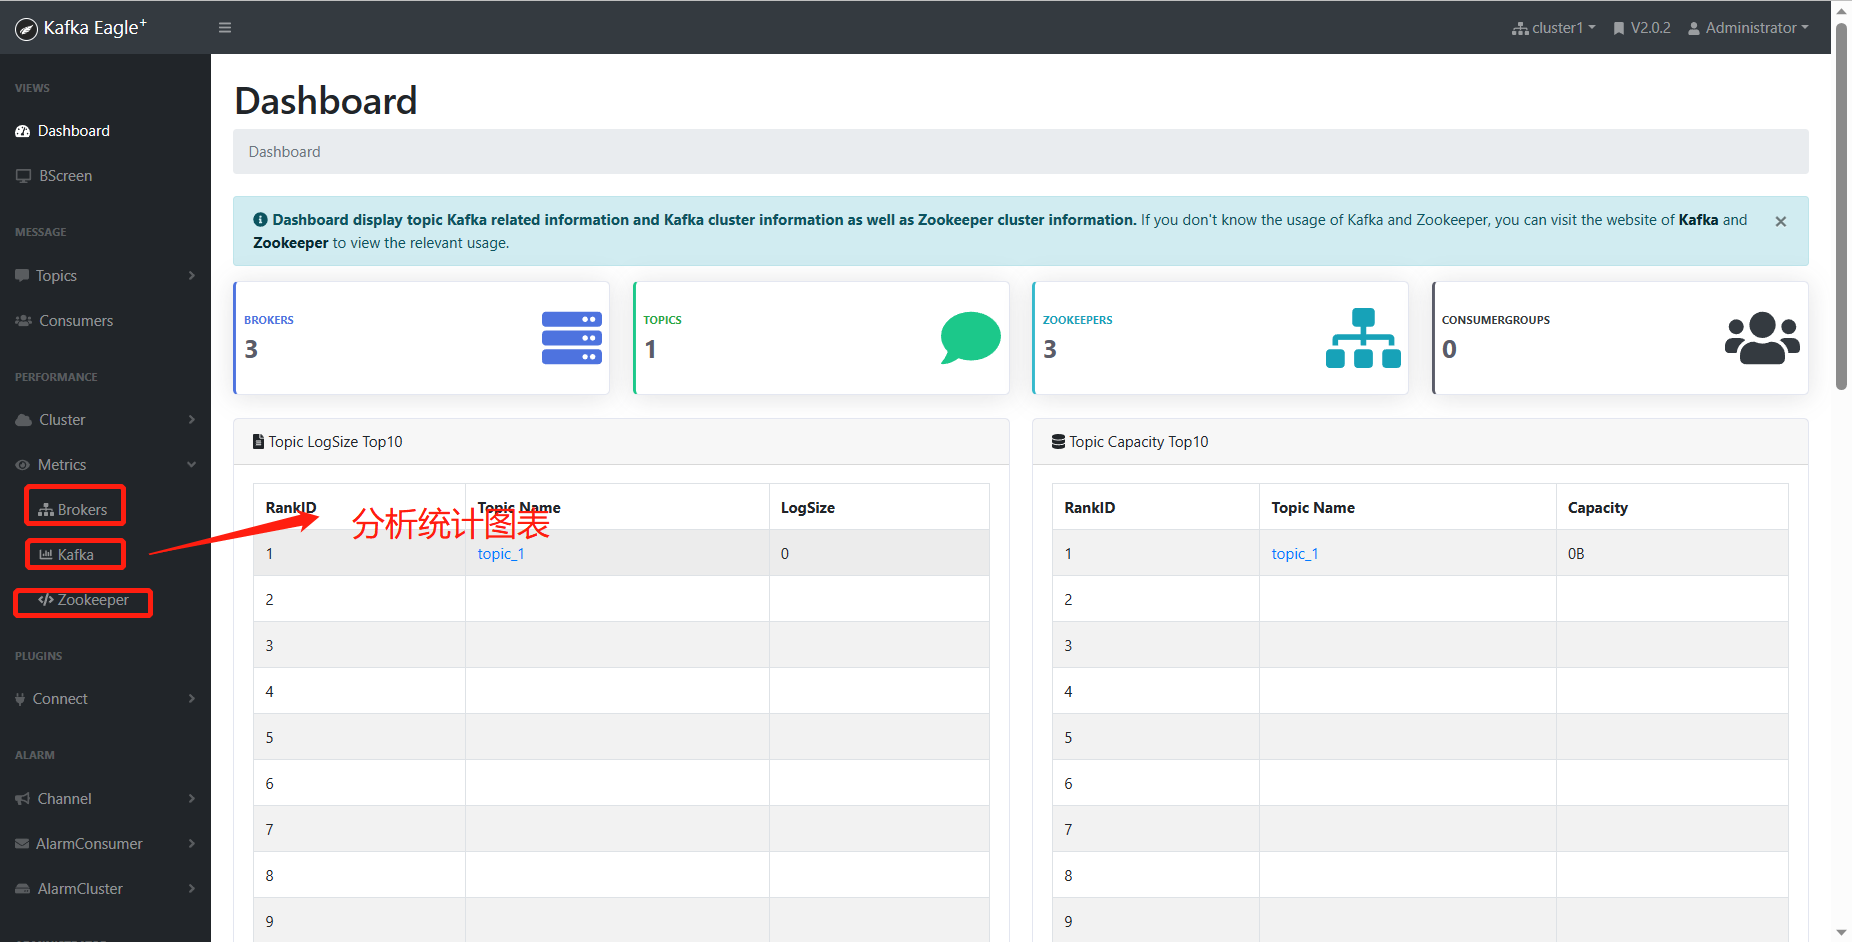 Kafka Eagle+
cluster1
V2.0.2
Administrator
VIEWS
Dashboard
BScreen
MESSAGE
Topics
Consumers
PERFORMANCE
Cluster
Metrics
Brokers
Kafka
Zookeeper
PLUGINS
Connect
ALARM
Channel
AlarmConsumer
AlarmCluster
Dashboard
Dashboard
Dashboard display topic Kafka related information and Kafka cluster information as well as Zookeeper cluster information. If you don't know the usage of Kafka and Zookeeper, you can visit the website of Kafka and
Zookeeper to view the relevant usage.
×
BROKERS
3
TOPICS
1
ZOOKEEPERS
3
CONSUMERGROUPS
0
Topic LogSize Top10
RankID Topic Name LogSize
分析统计图表
1 topic_1 0
2
3
4
5
6
7
8
9
Topic Capacity Top10
RankID Topic Name Capacity
1 topic_1 0B
2
3
4
5
6
7
8
9